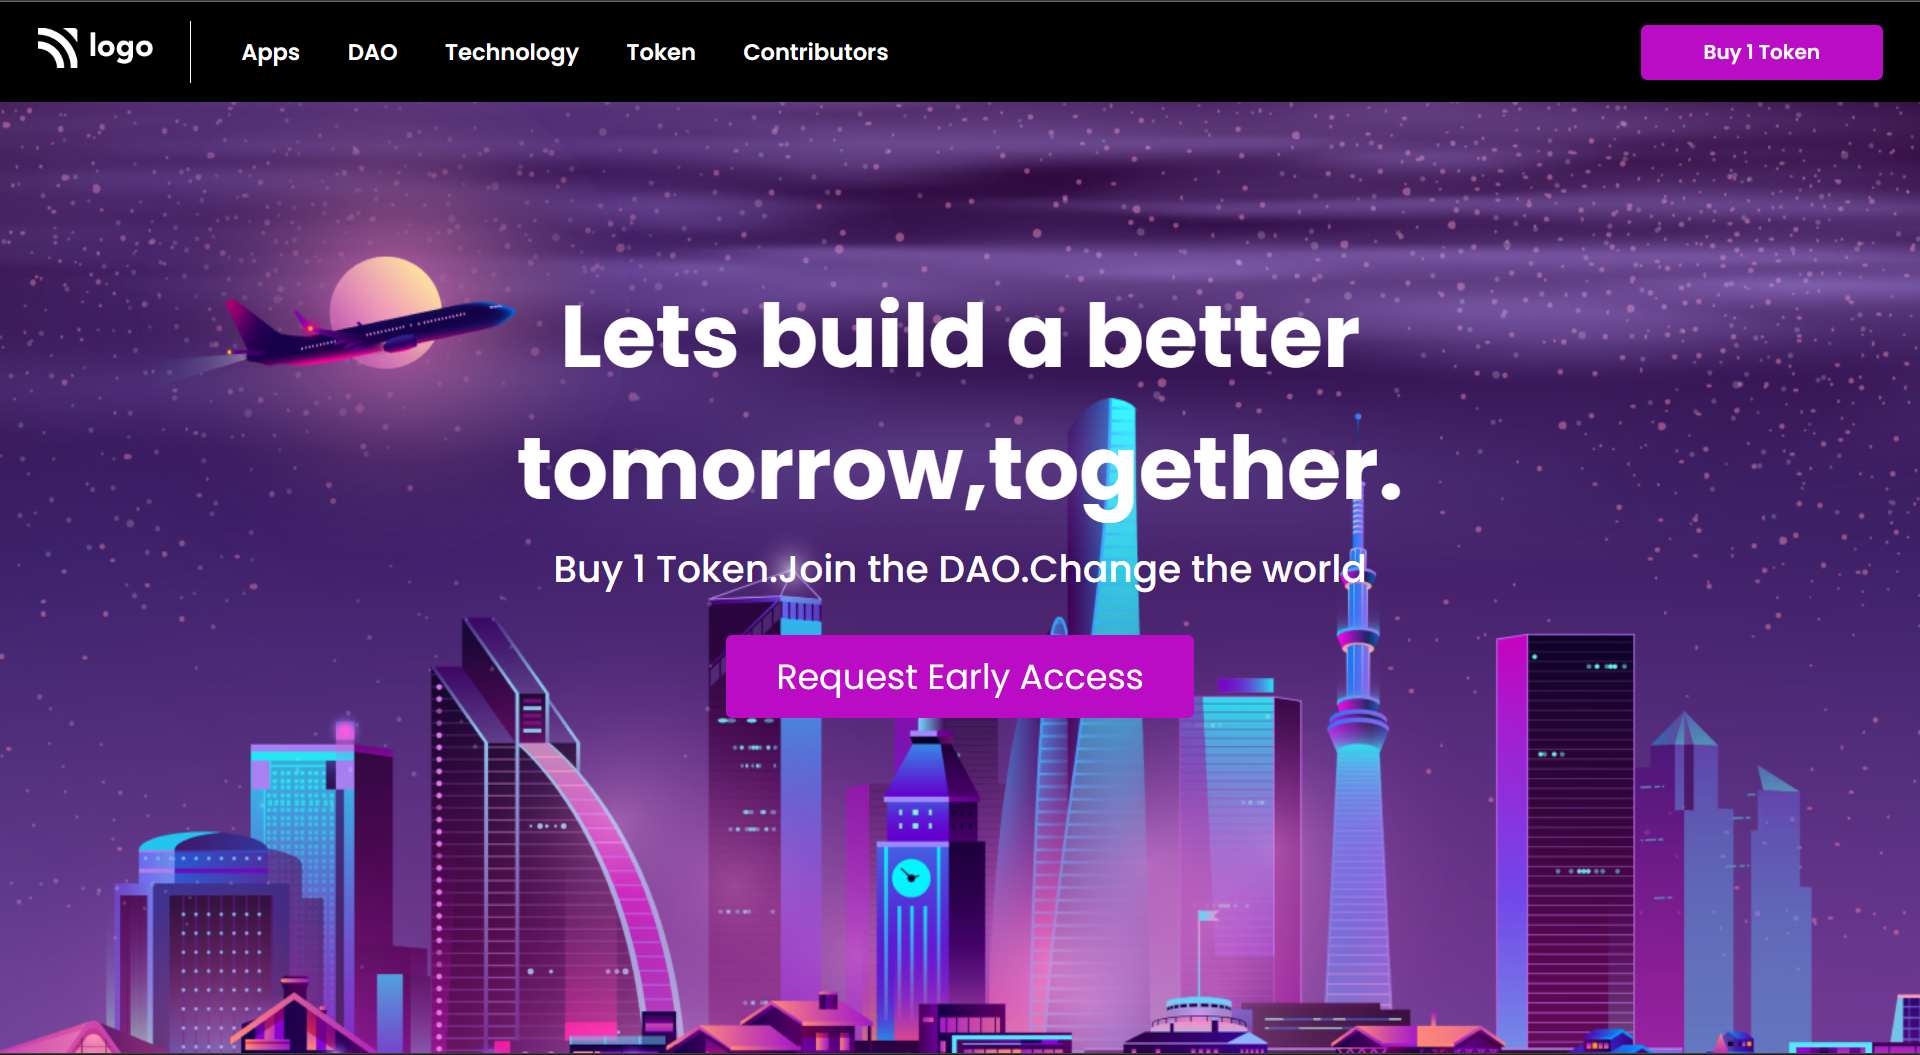 logo
Apps
DAO
Technology
Token
Contributors
Buy 1 Token
Lets build a better
tomorrow,together.
Buy 1 Token.Join the DAO.Change the world
Request Early Access